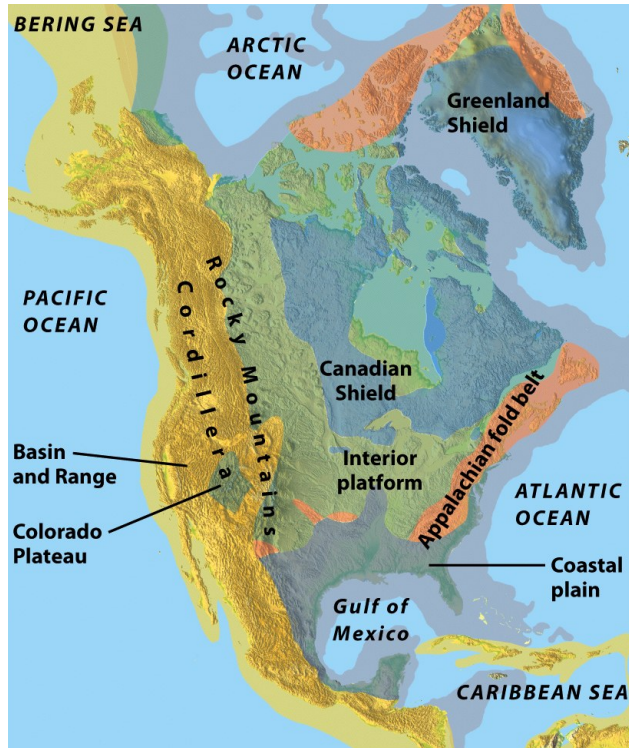 BERING SEA
ARCTIC
OCEAN
Greenland
Shield
PACIFIC
OCEAN
Rocky Mountains
Cordillera
Canadian
Shield
Appalachian fold belt
Basin
and Range
Interior
platform
ATLANTIC
OCEAN
Colorado
Plateau
Coastal
plain
Gulf of
Mexico
CARIBBEAN SEA